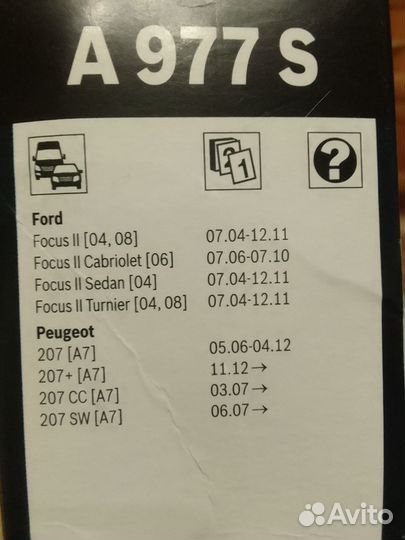 A 977 S
2 1
?
Ford
Focus II [04, 08] 07.04-12.11
Focus II Cabriolet [06] 07.06-07.10
Focus II Sedan [04] 07.04-12.11
Focus II Turnier [04, 08] 07.04-12.11
Peugeot
207 [A7] 05.06-04.12
207+ [A7] 11.12→
207 CC [A7] 03.07→
207 SW [A7] 06.07→
Avito